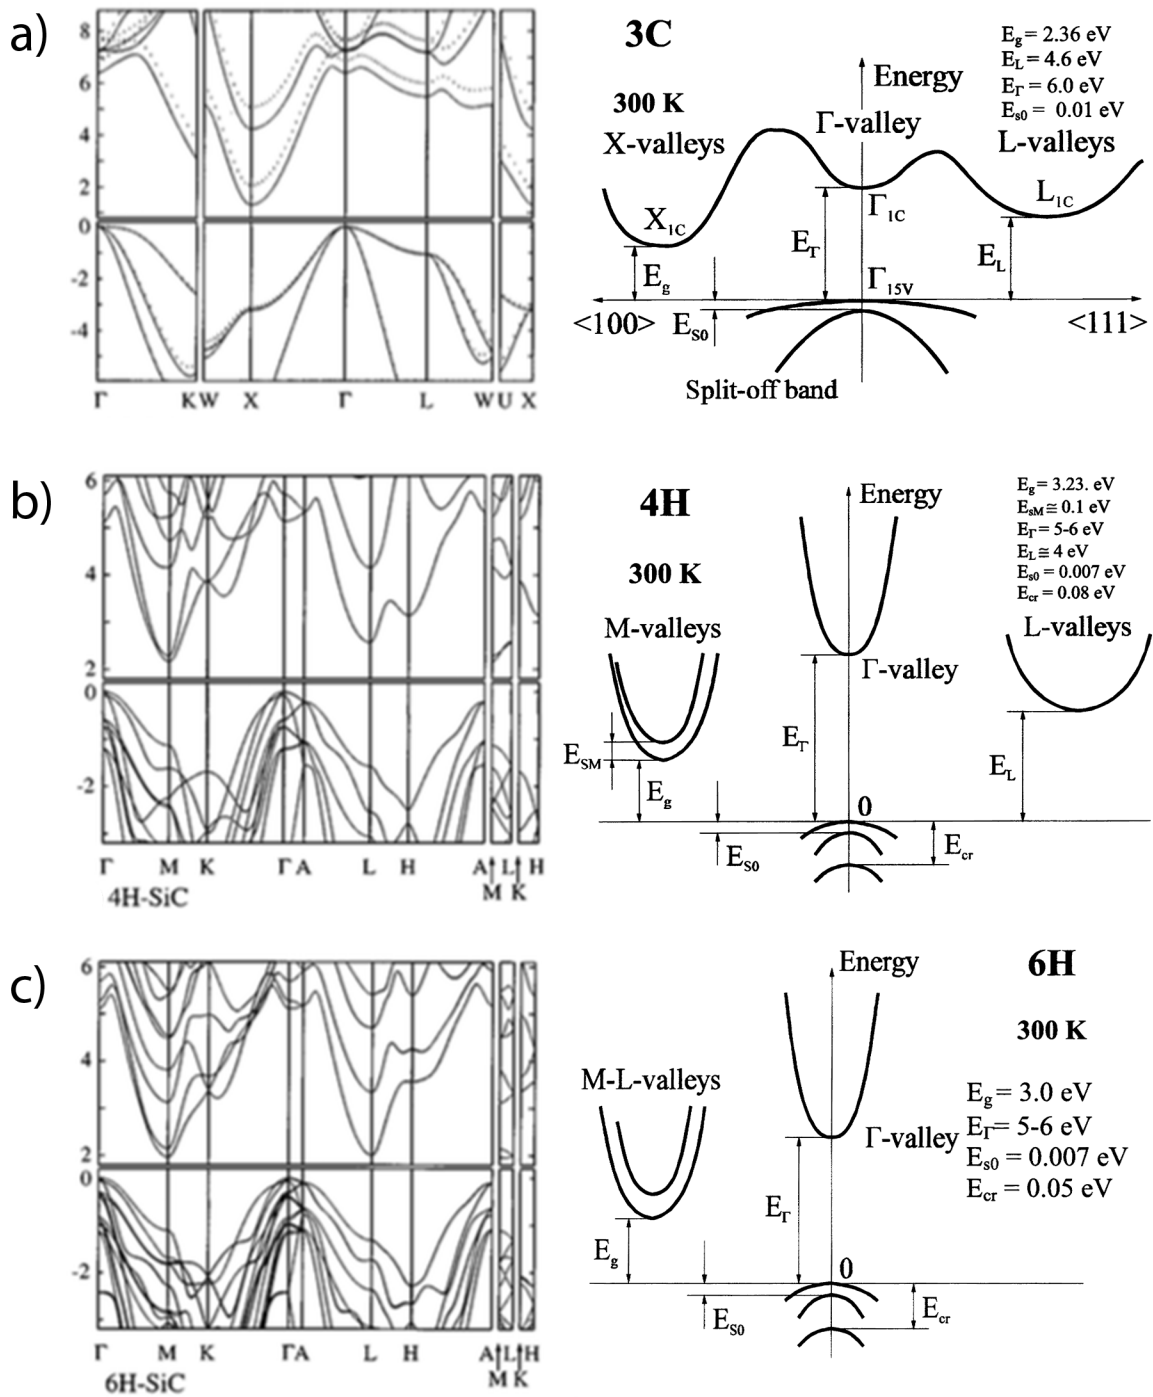 a)
8
6
4
2
0
-2
-4
Γ K W X Γ L W U X
3C
300 K
Energy
E_g = 2.36 eV
E_L = 4.6 eV
E_Γ = 6.0 eV
E_s0 = 0.01 eV
X-valleys
Γ-valley
L-valleys
X_1C
Γ_1C
L_1C
E_g
E_Γ
E_L
Γ_15V
<100>
E_S0
<111>
Split-off band
b)
6
4
2
0
-2
Γ M K Γ A L H A L H
M K
4H-SiC
4H
300 K
Energy
E_g = 3.23. eV
E_sM ≅ 0.1 eV
E_Γ = 5-6 eV
E_L ≅ 4 eV
E_s0 = 0.007 eV
E_cr = 0.08 eV
M-valleys
Γ-valley
L-valleys
E_SM
E_g
E_Γ
E_L
0
E_S0
E_cr
c)
6
4
2
0
-2
Γ M K Γ A L H A L H
M K
6H-SiC
Energy
6H
300 K
M-L-valleys
Γ-valley
E_g = 3.0 eV
E_Γ = 5-6 eV
E_s0 = 0.007 eV
E_cr = 0.05 eV
E_g
E_Γ
0
E_S0
E_cr